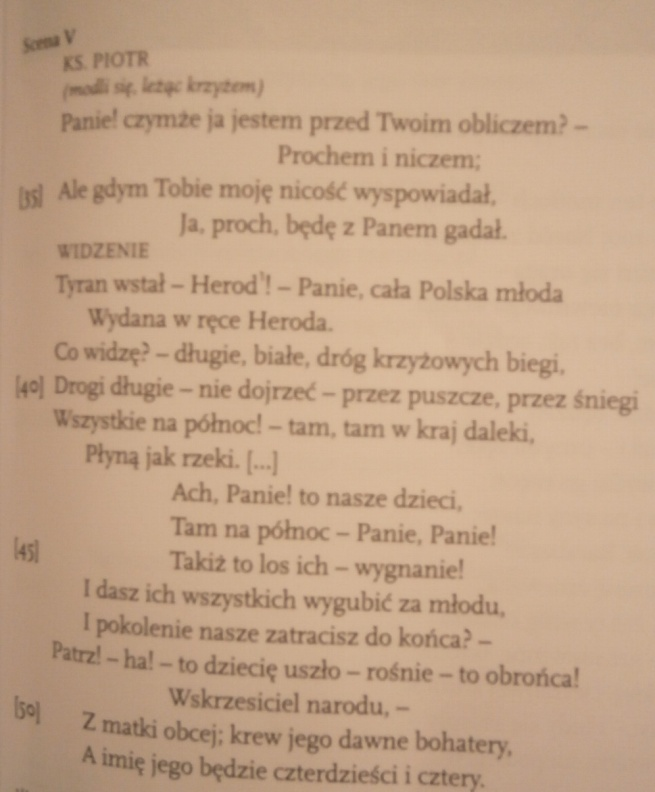 Scena V
KS. PIOTR
(modli się, leżąc krzyżem)
Panie! czymże ja jestem przed Twoim obliczem? –
Prochem i niczem;
[35] Ale gdym Tobie moję nicość wyspowiadał,
Ja, proch, będę z Panem gadał.
WIDZENIE
Tyran wstał – Herod¹! – Panie, cała Polska młoda
Wydana w ręce Heroda.
Co widzę? – długie, białe, dróg krzyżowych biegi,
[40] Drogi długie – nie dojrzeć – przez puszcze, przez śniegi
Wszystkie na północ! – tam, tam w kraj daleki,
Płyną jak rzeki. [...]
Ach, Panie! to nasze dzieci,
Tam na północ – Panie, Panie!
[45] Takiż to los ich – wygnanie!
I dasz ich wszystkich wygubić za młodu,
I pokolenie nasze zatracisz do końca? –
Patrz! – ha! – to dziecię uszło – rośnie – to obrońca!
Wskrzesiciel narodu, –
[50] Z matki obcej; krew jego dawne bohatery,
A imię jego będzie czterdzieści i cztery.